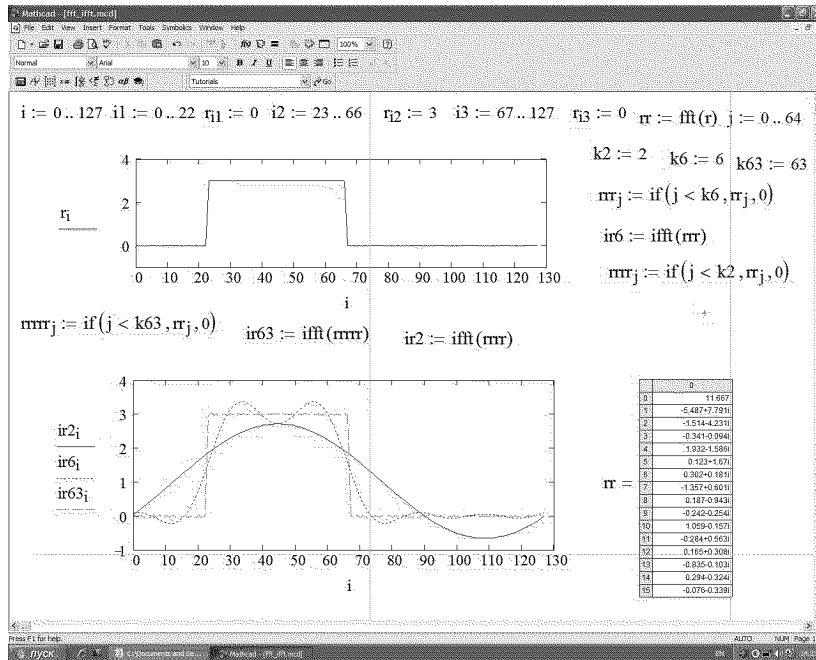 Mathcad - [fft_ifft.mcd]
File Edit View Insert Format Tools Symbolics Window Help
100%
Normal Arial 10 B I U
Tutorials Go
i := 0 .. 127 i1 := 0 .. 22 r_i1 := 0 i2 := 23 .. 66 r_i2 := 3 i3 := 67 .. 127 r_i3 := 0 rr := fft(r) j := 0 .. 64
k2 := 2 k6 := 6 k63 := 63
rrr_j := if(j < k6, rr_j, 0)
ir6 := ifft(rrr)
rrrr_j := if(j < k2, rr_j, 0)
4
2
0
r_i
0 10 20 30 40 50 60 70 80 90 100 110 120 130
i
rrrrr_j := if(j < k63, rr_j, 0) ir63 := ifft(rrrrr) ir2 := ifft(rrrr)
4
3
2
1
0
-1
ir2_i
ir6_i
ir63_i
0 10 20 30 40 50 60 70 80 90 100 110 120 130
i
rr =
0
0 11.667
1 -5.487+7.791i
2 -1.514-4.231i
3 -0.341-0.094i
4 1.932-1.586i
5 0.123+1.67i
6 0.302+0.181i
7 -1.357+0.601i
8 0.187-0.943i
9 -0.242-0.254i
10 1.059-0.157i
11 -0.284+0.563i
12 0.165+0.308i
13 -0.835-0.103i
14 0.294-0.324i
15 -0.076-0.339i
Press F1 for help. AUTO NUM Page 1
пуск C:\Documents and Se... Mathcad - [fft_ifft.mcd] EN